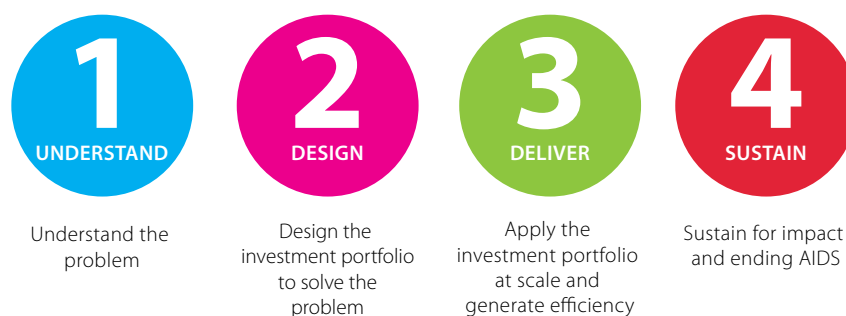 1
UNDERSTAND
Understand the
problem
2
DESIGN
Design the
investment portfolio
to solve the
problem
3
DELIVER
Apply the
investment portfolio
at scale and
generate efficiency
4
SUSTAIN
Sustain for impact
and ending AIDS